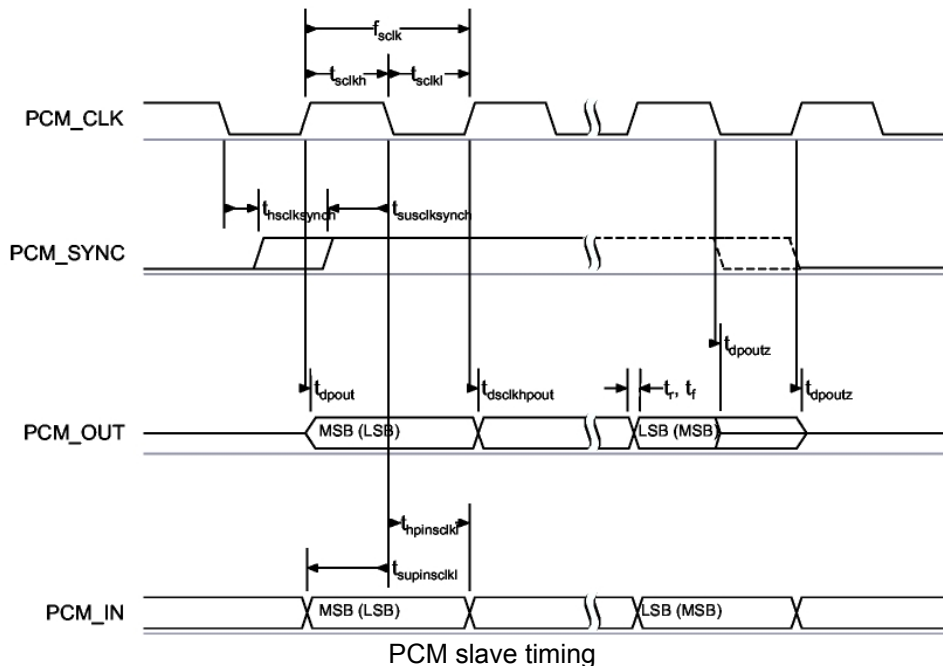 fsclk
tsclkh tsclkl
PCM_CLK
thsclksynch tsusclksynch
PCM_SYNC
tdpoutz
tdpout tdsclkhpout tr, tf tdpoutz
PCM_OUT MSB (LSB) LSB (MSB)
thpinsclkl
tsupinsclkl
PCM_IN MSB (LSB) LSB (MSB)
PCM slave timing